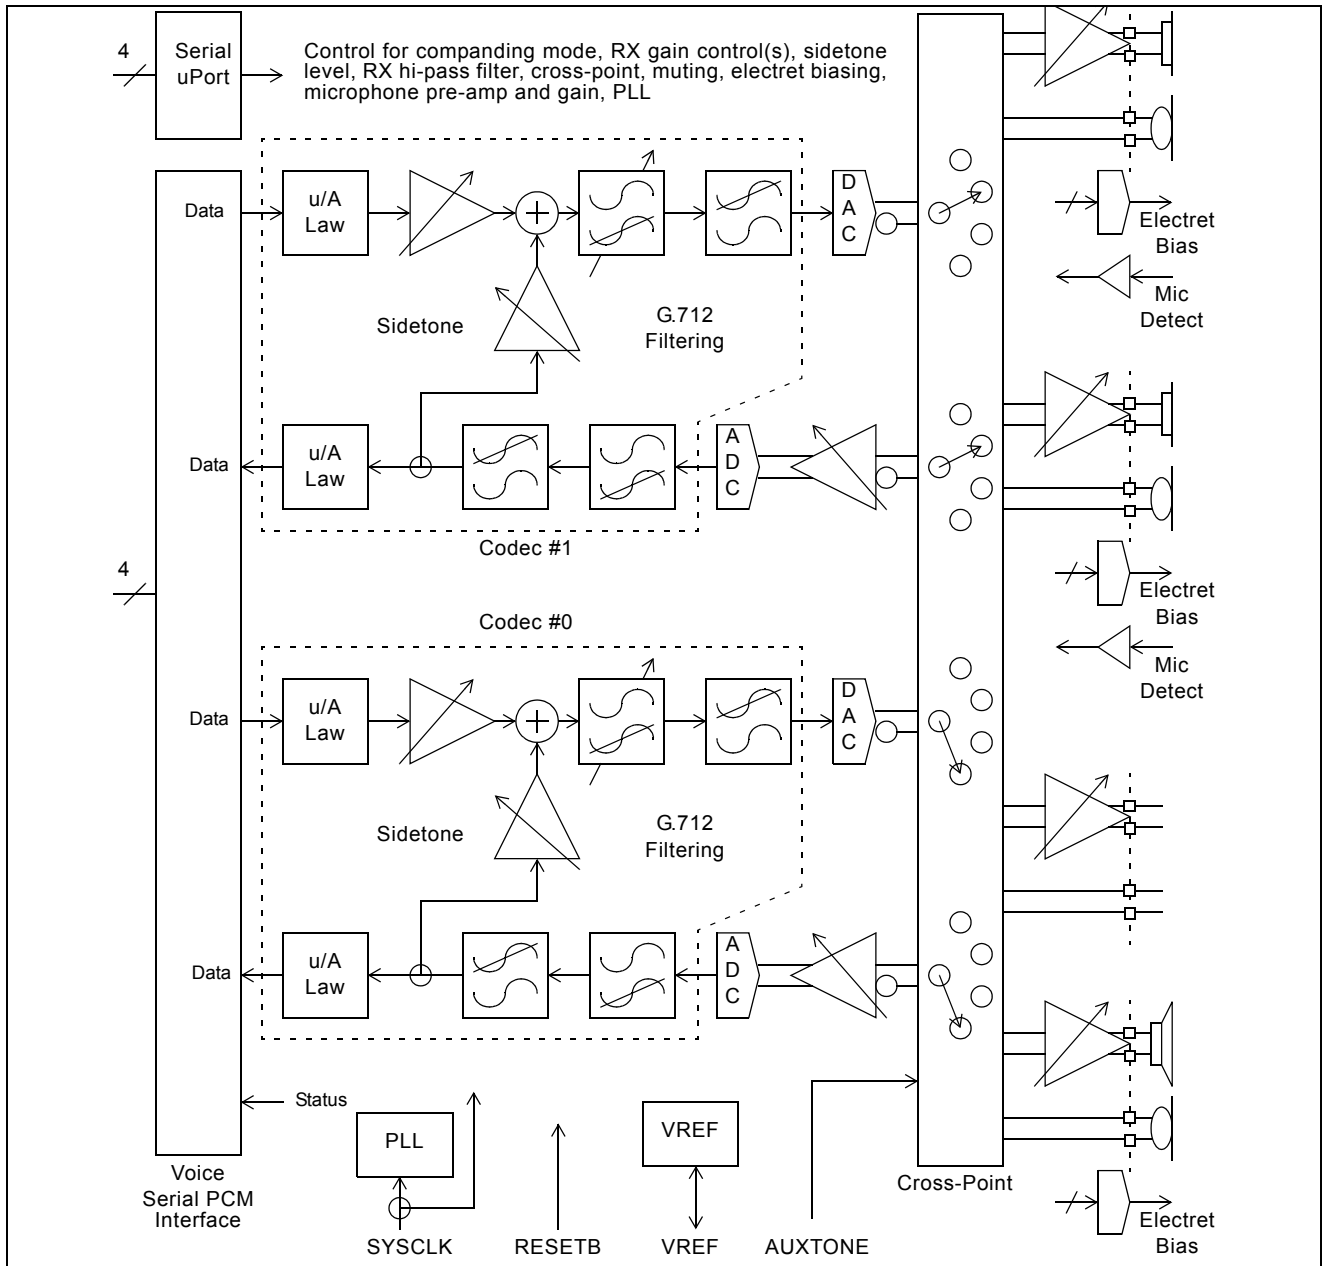 4
Serial
uPort
Control for companding mode, RX gain control(s), sidetone
level, RX hi-pass filter, cross-point, muting, electret biasing,
microphone pre-amp and gain, PLL
Data
u/A
Law
D
A
C
Electret
Bias
Sidetone
G.712
Filtering
Mic
Detect
Data
u/A
Law
A
D
C
Codec #1
4
Electret
Bias
Codec #0
Mic
Detect
Data
u/A
Law
D
A
C
Sidetone
G.712
Filtering
Data
u/A
Law
A
D
C
Status
PLL
VREF
Voice
Serial PCM
Interface
Cross-Point
SYSCLK
RESETB
VREF
AUXTONE
Electret
Bias